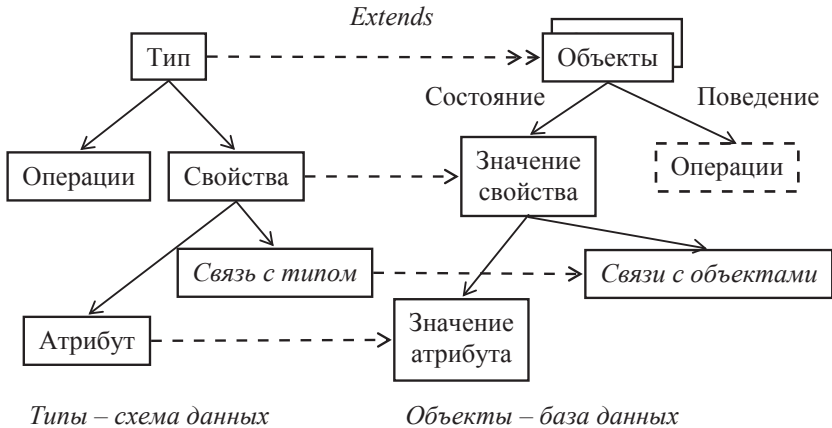 Extends
Тип
Объекты
Состояние
Поведение
Операции
Свойства
Значение
свойства
Операции
Связь с типом
Связи с объектами
Атрибут
Значение
атрибута
Типы – схема данных
Объекты – база данных